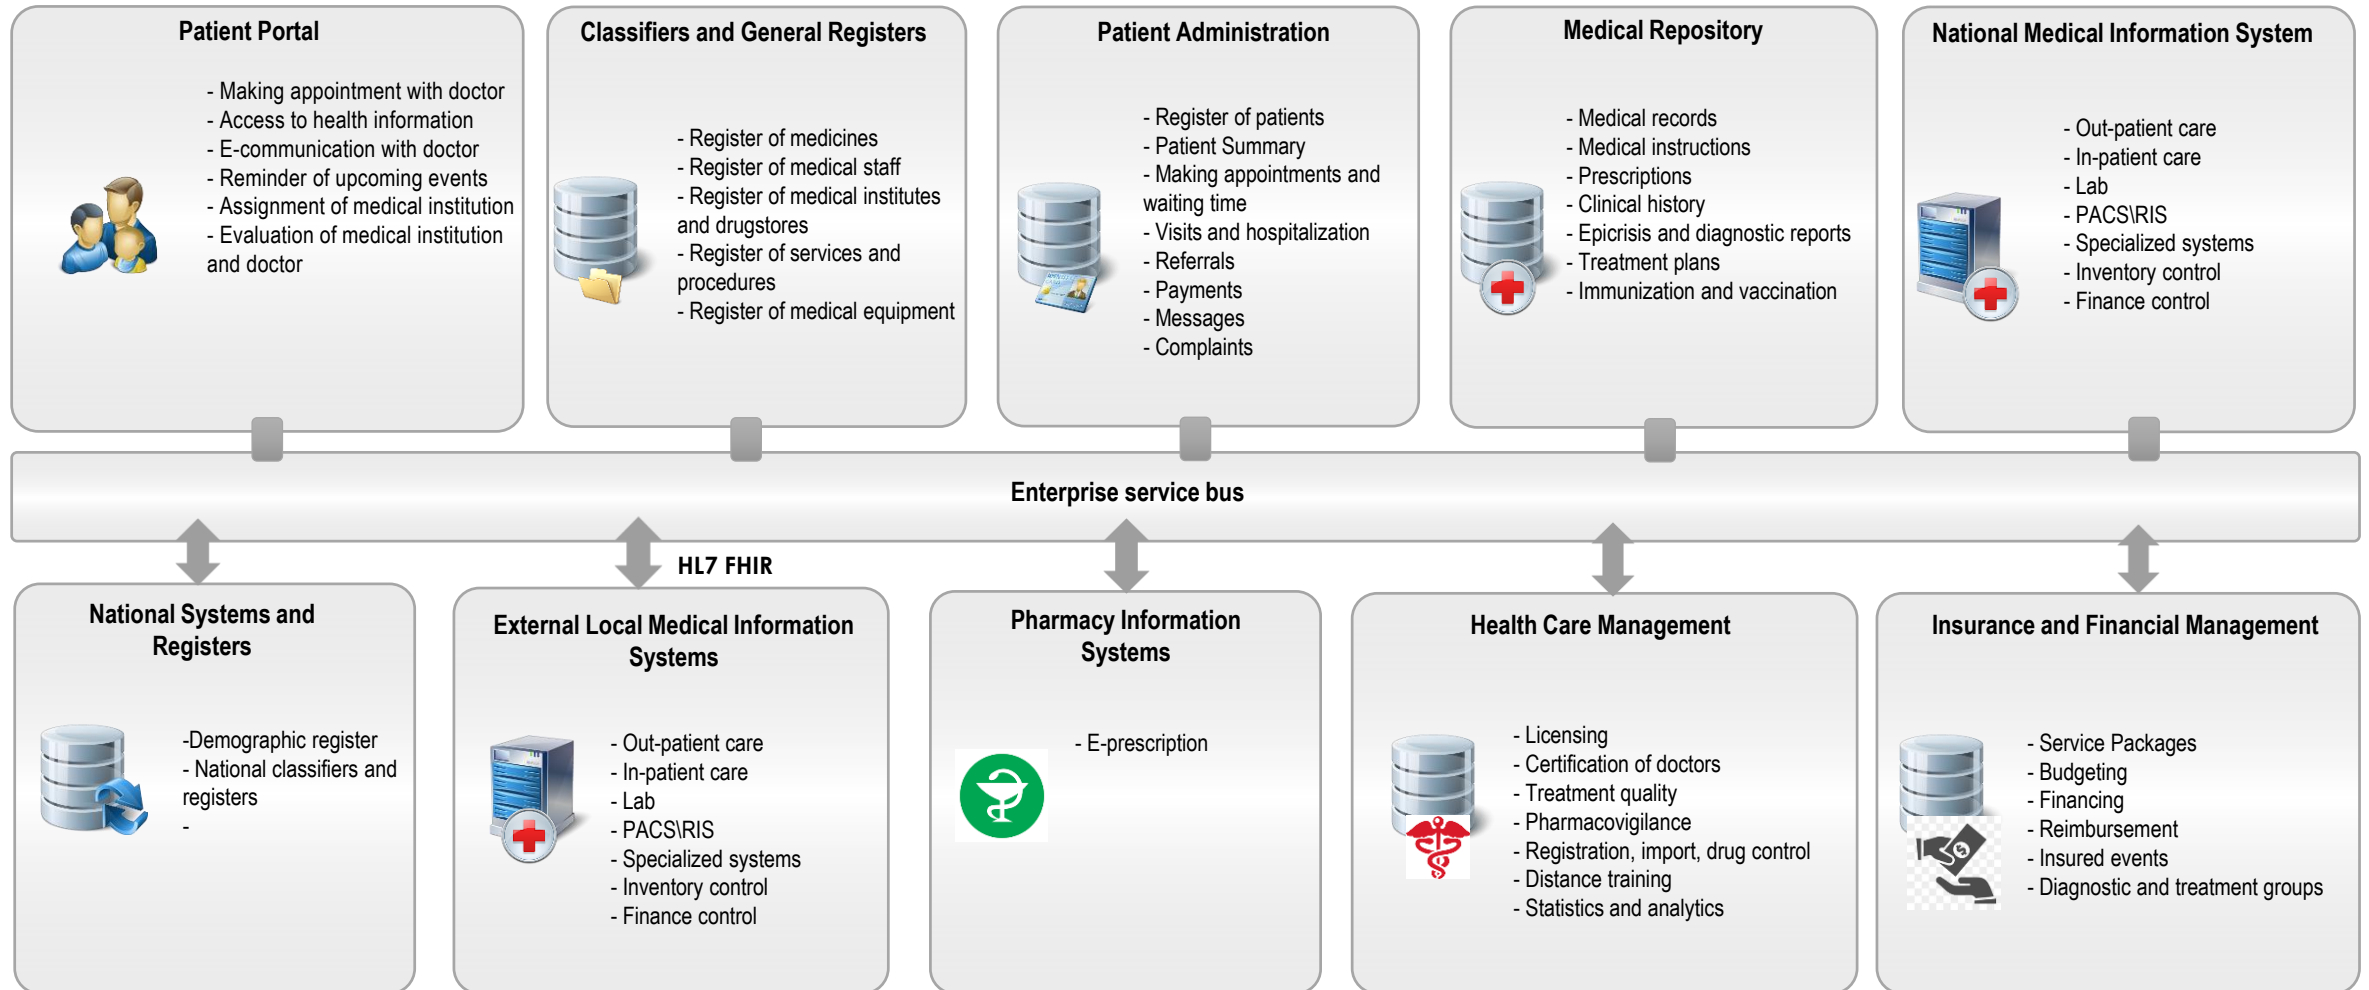 Patient Portal
- Making appointment with doctor
- Access to health information
- E-communication with doctor
- Reminder of upcoming events
- Assignment of medical institution
- Evaluation of medical institution
and doctor
Classifiers and General Registers
- Register of medicines
- Register of medical staff
- Register of medical institutes
and drugstores
- Register of services and
procedures
- Register of medical equipment
Patient Administration
- Register of patients
- Patient Summary
- Making appointments and
waiting time
- Visits and hospitalization
- Referrals
- Payments
- Messages
- Complaints
Medical Repository
- Medical records
- Medical instructions
- Prescriptions
- Clinical history
- Epicrisis and diagnostic reports
- Treatment plans
- Immunization and vaccination
National Medical Information System
- Out-patient care
- In-patient care
- Lab
- PACS\RIS
- Specialized systems
- Inventory control
- Finance control
Enterprise service bus
HL7 FHIR
National Systems and
Registers
-Demographic register
- National classifiers and
registers
-
External Local Medical Information
Systems
- Out-patient care
- In-patient care
- Lab
- PACS\RIS
- Specialized systems
- Inventory control
- Finance control
Pharmacy Information
Systems
- E-prescription
Health Care Management
- Licensing
- Certification of doctors
- Treatment quality
- Pharmacovigilance
- Registration, import, drug control
- Distance training
- Statistics and analytics
Insurance and Financial Management
- Service Packages
- Budgeting
- Financing
- Reimbursement
- Insured events
- Diagnostic and treatment groups